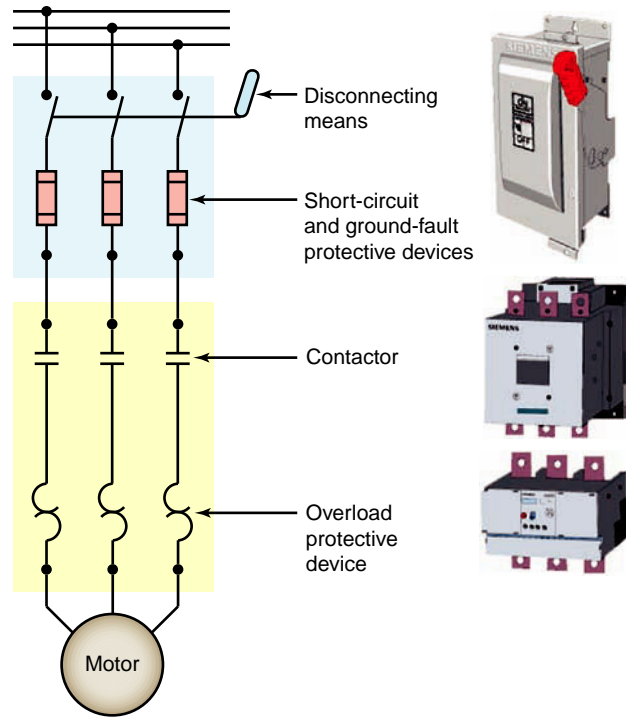 Disconnecting
means
Short-circuit
and ground-fault
protective devices
Contactor
Overload
protective
device
Motor
SIEMENS
OFF
SIEMENS